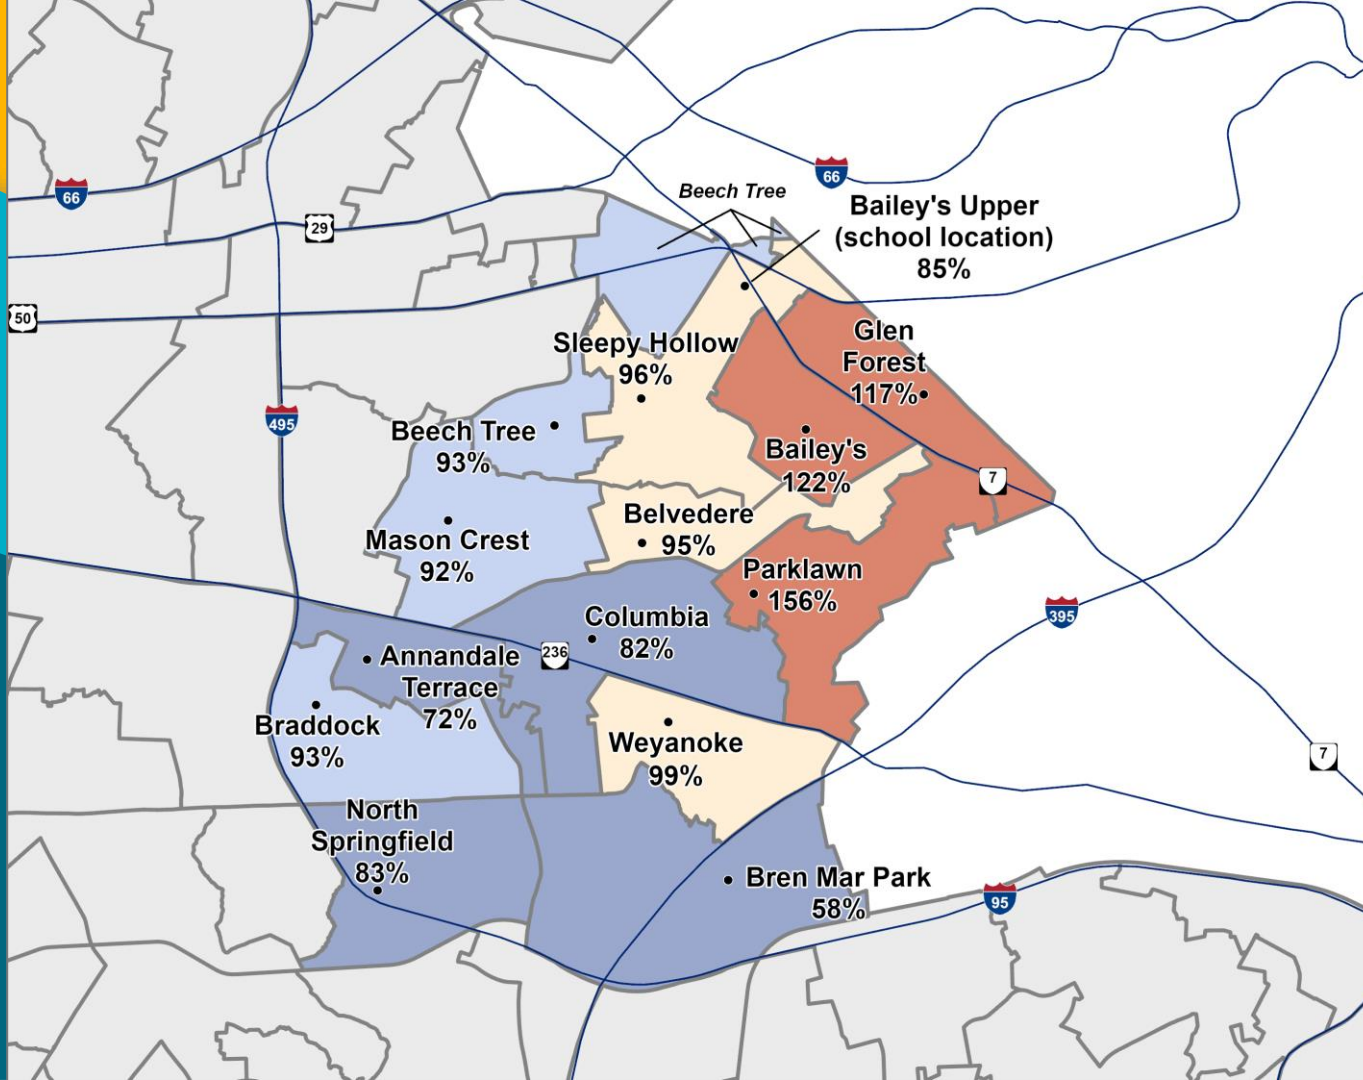 66
29
50
495
Beech Tree
66
Bailey's Upper
(school location)
85%
Glen
Forest
117%
Sleepy Hollow
96%
Beech Tree
93%
Bailey's
122%
7
Mason Crest
92%
Belvedere
95%
Parklawn
156%
395
Columbia
82%
236
Annandale
Terrace
72%
Braddock
93%
Weyanoke
99%
7
North
Springfield
83%
Bren Mar Park
58%
95